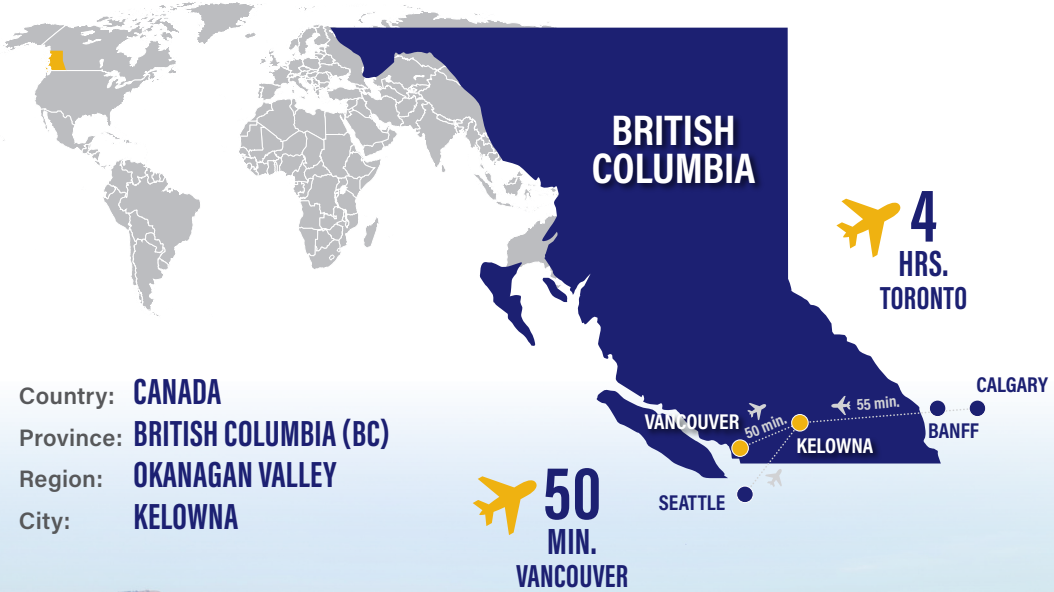 BRITISH
COLUMBIA
4
HRS.
TORONTO
Country: CANADA
Province: BRITISH COLUMBIA (BC)
Region: OKANAGAN VALLEY
City: KELOWNA
CALGARY
55 min.
VANCOUVER
50 min.
BANFF
KELOWNA
SEATTLE
50
MIN.
VANCOUVER